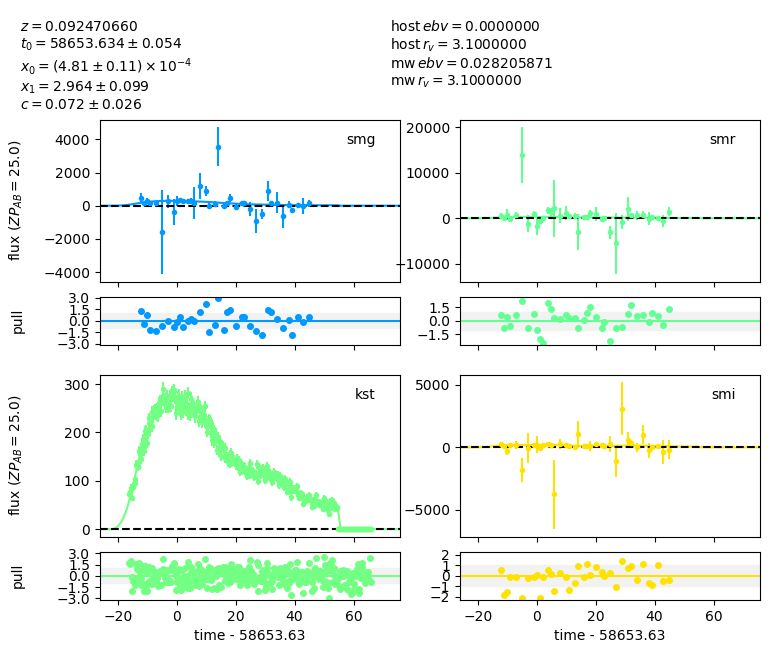 z = 0.092470660
t₀ = 58653.634 ± 0.054
x₀ = (4.81 ± 0.11) × 10⁻⁴
x₁ = 2.964 ± 0.099
c = 0.072 ± 0.026
host ebv = 0.0000000
host r_v = 3.1000000
mw ebv = 0.028205871
mw r_v = 3.1000000
smg
4000
2000
0
−2000
−4000
flux (ZP_AB = 25.0)
smr
20000
10000
0
−10000
pull
3.0
1.5
0.0
−1.5
−3.0
1.5
0.0
−1.5
kst
300
200
100
0
flux (ZP_AB = 25.0)
smi
5000
0
−5000
pull
3.0
1.5
0.0
−1.5
−3.0
−20 0 20 40 60
time - 58653.63
2
1
0
−1
−2
−20 0 20 40 60
time - 58653.63